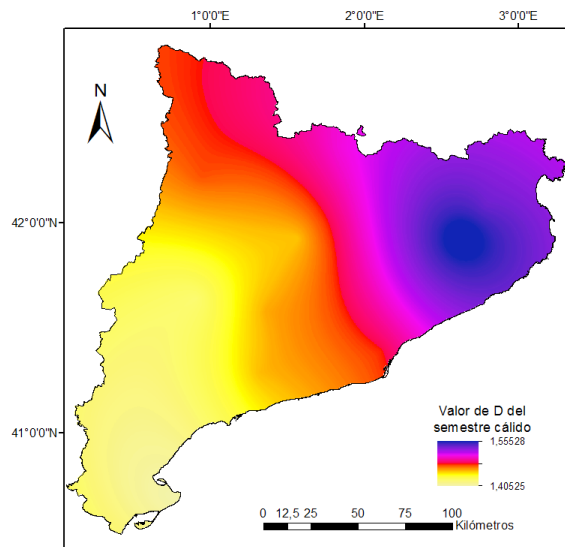 1°0'0"E 2°0'0"E 3°0'0"E
N
42°0'0"N
41°0'0"N
Valor de D del
semestre cálido
1,55528
1,40525
0 12,5 25 50 75 100
Kilómetros